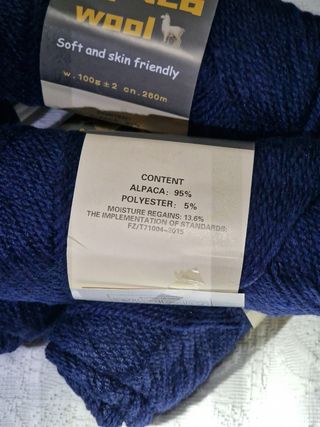 wool
Soft and skin friendly
w.100g±2 cn.260m
CONTENT
ALPACA: 95%
POLYESTER: 5%
MOISTURE REGAINS: 13.6%
THE IMPLEMENTATION OF STANDARDS:
FZ/T71004-2015